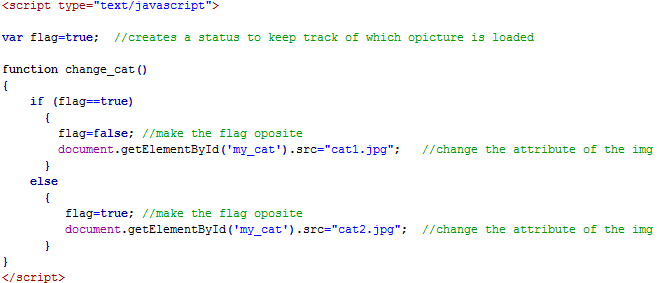 <script type="text/javascript">
var flag=true;  //creates a status to keep track of which opicture is loaded
function change_cat()
{
    if (flag==true)
      {
        flag=false; //make the flag oposite
        document.getElementById('my_cat').src="cat1.jpg";   //change the attribute of the img
      }
    else
      {
         flag=true; //make the flag oposite
         document.getElementById('my_cat').src="cat2.jpg";  //change the attribute of the img
      }
}
</script>